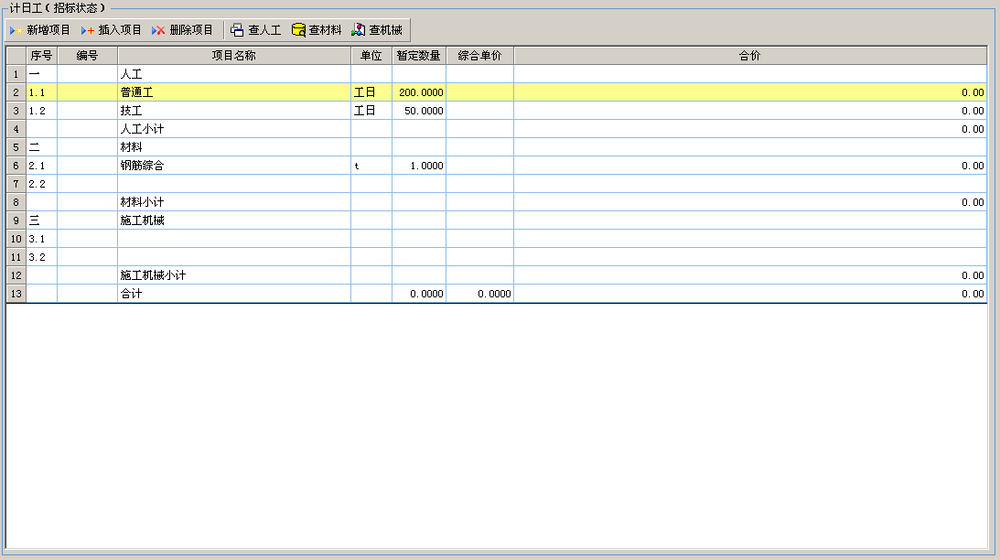 计日工(招标状态)
新增项目 插入项目 删除项目 查人工 查材料 查机械
序号 编号 项目名称 单位 暂定数量 综合单价 合价
1 一 人工
2 1.1 普通工 工日 200.0000 0.00
3 1.2 技工 工日 50.0000 0.00
4 人工小计 0.00
5 二 材料
6 2.1 钢筋综合 t 1.0000 0.00
7 2.2
8 材料小计 0.00
9 三 施工机械
10 3.1
11 3.2
12 施工机械小计 0.00
13 合计 0.0000 0.0000 0.00